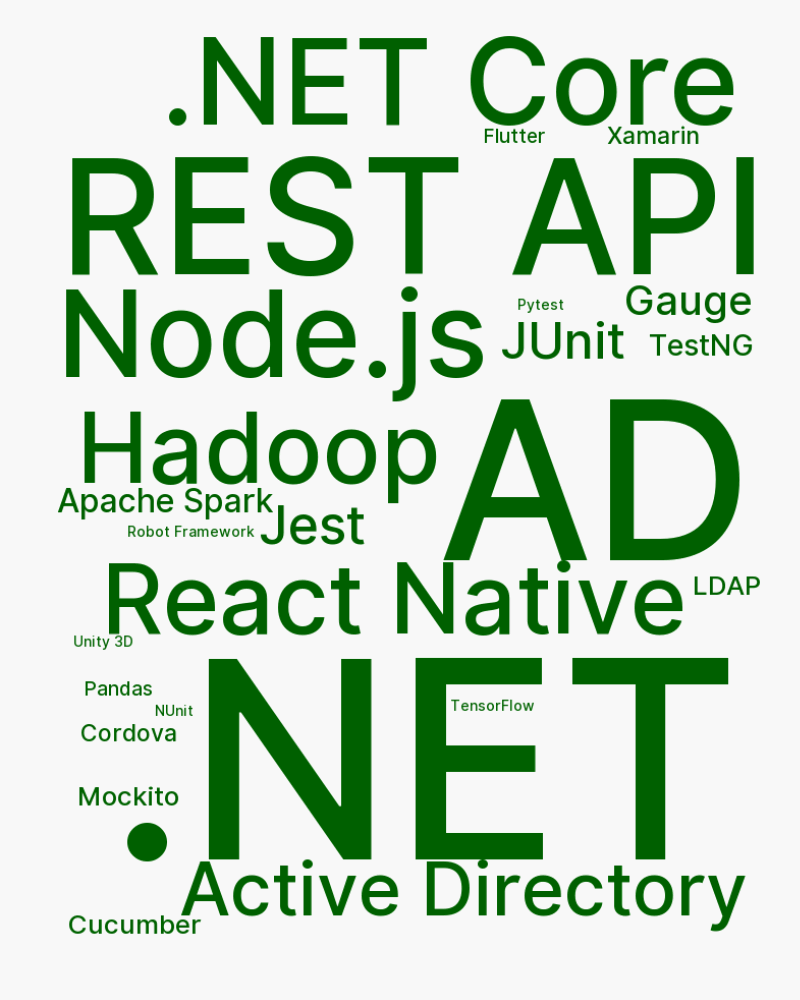 .NET Core
Flutter
Xamarin
REST API
Node.js
Pytest
Gauge
JUnit
TestNG
Hadoop
AD
Apache Spark
Jest
Robot Framework
React Native
LDAP
Unity 3D
.NET
Pandas
NUnit
TensorFlow
Cordova
Mockito
Active Directory
Cucumber